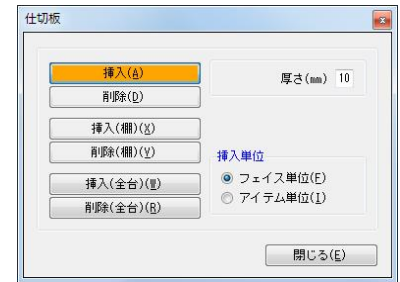 仕切板
挿入(A)
削除(D)
挿入(棚)(X)
削除(棚)(Y)
挿入(全台)(W)
削除(全台)(R)
厚さ(mm) 10
挿入単位
フェイス単位(F)
アイテム単位(I)
閉じる(E)